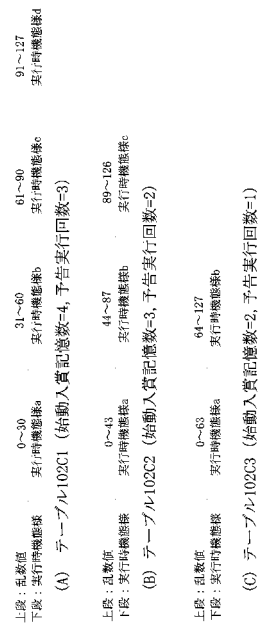 上段：乱数値 0～30 31～60 61～90 91～127
下段：実行時機態様 実行時機態様a 実行時機態様b 実行時機態様c 実行時機態様d
(A) テーブル102C1（始動入賞記憶数=4, 予告実行回数=3）
上段：乱数値 0～43 44～87 89～126
下段：実行時機態様 実行時機態様a 実行時機態様b 実行時機態様c
(B) テーブル102C2（始動入賞記憶数=3, 予告実行回数=2）
上段：乱数値 0～63 64～127
下段：実行時機態様 実行時機態様a 実行時機態様b
(C) テーブル102C3（始動入賞記憶数=2, 予告実行回数=1）